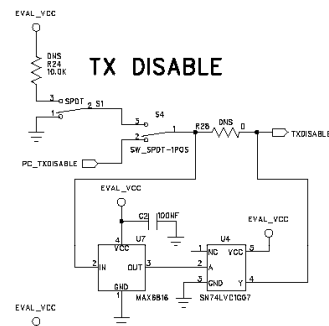 EVAL_VCC
DNS
R24
10.0K
TX DISABLE
3 SPDT S1
2
1
S4
5
1
2
SW_SPDT-1POS
PC_TXDISABLE
R28 DNS 0
TXDISABLE
EVAL_VCC
C2 100NF
EVAL_VCC
U7
4
VCC
2 IN OUT 3
GND
1
MAX6816
U4
1 NC VCC 5
2 A
3 GND Y 4
SN74LVC1G07
EVAL_VCC